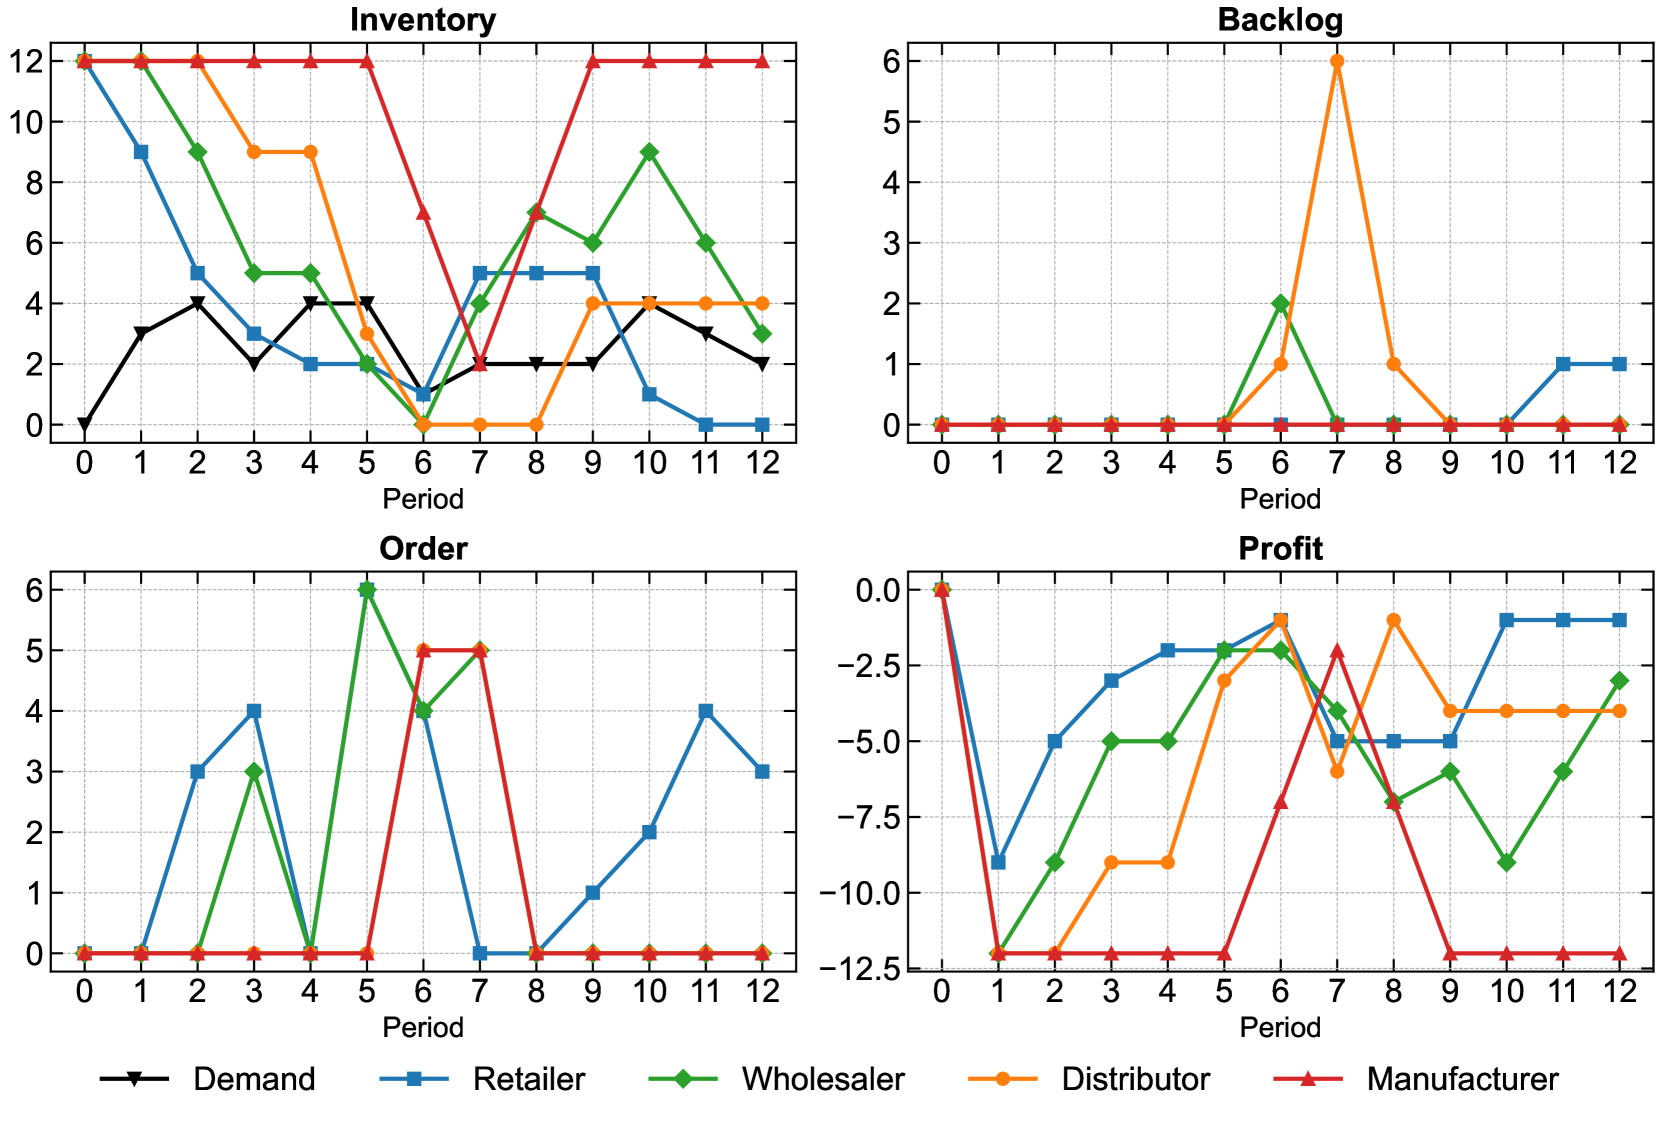 Inventory
12
10
8
6
4
2
0
0 1 2 3 4 5 6 7 8 9 10 11 12
Period
Backlog
6
5
4
3
2
1
0
0 1 2 3 4 5 6 7 8 9 10 11 12
Period
Order
6
5
4
3
2
1
0
0 1 2 3 4 5 6 7 8 9 10 11 12
Period
Profit
0.0
−2.5
−5.0
−7.5
−10.0
−12.5
0 1 2 3 4 5 6 7 8 9 10 11 12
Period
Demand Retailer Wholesaler Distributor Manufacturer